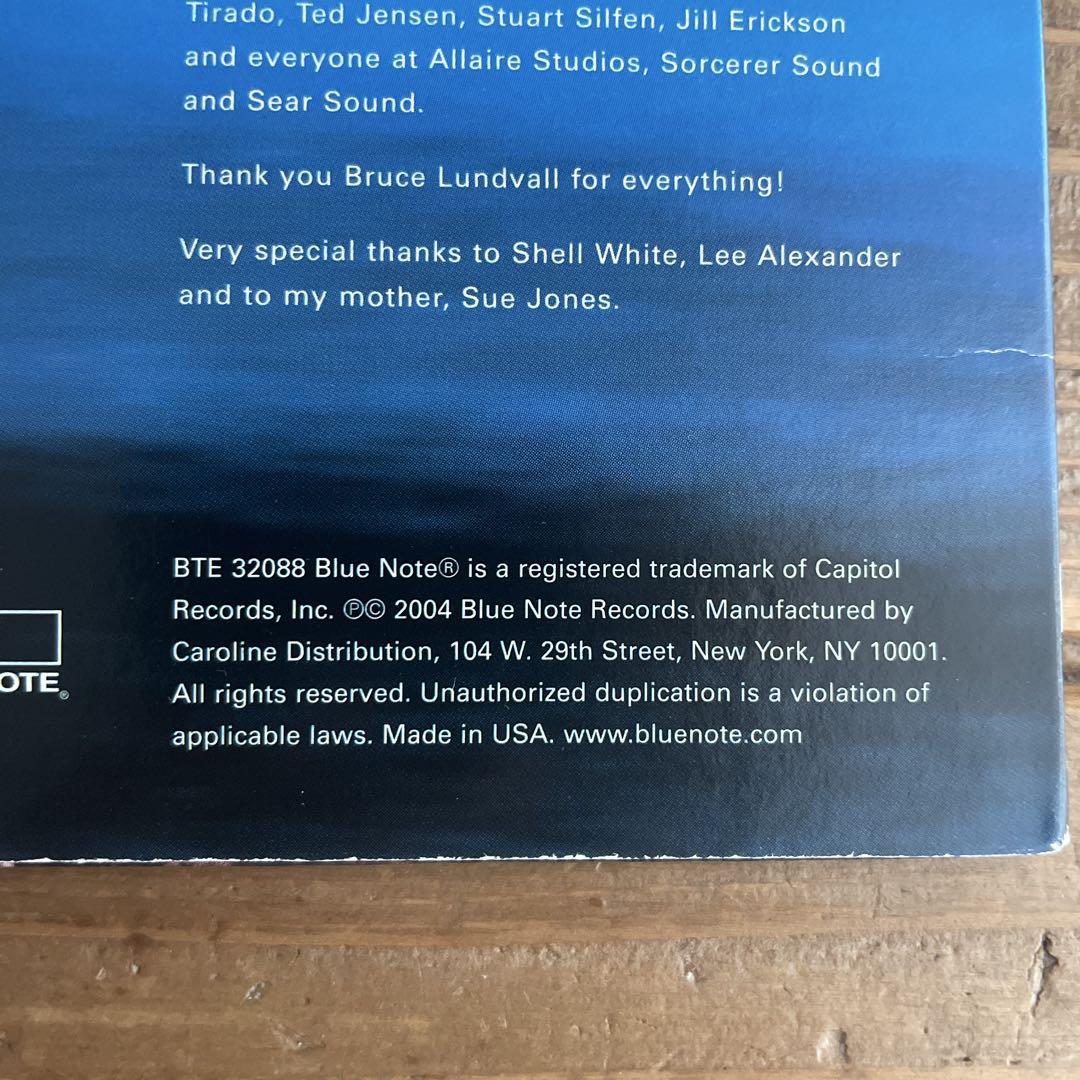 Tirado, Ted Jensen, Stuart Silfen, Jill Erickson
and everyone at Allaire Studios, Sorcerer Sound
and Sear Sound.
Thank you Bruce Lundvall for everything!
Very special thanks to Shell White, Lee Alexander
and to my mother, Sue Jones.
BTE 32088 Blue Note® is a registered trademark of Capitol
Records, Inc. ℗© 2004 Blue Note Records. Manufactured by
Caroline Distribution, 104 W. 29th Street, New York, NY 10001.
All rights reserved. Unauthorized duplication is a violation of
applicable laws. Made in USA. www.bluenote.com
OTE®